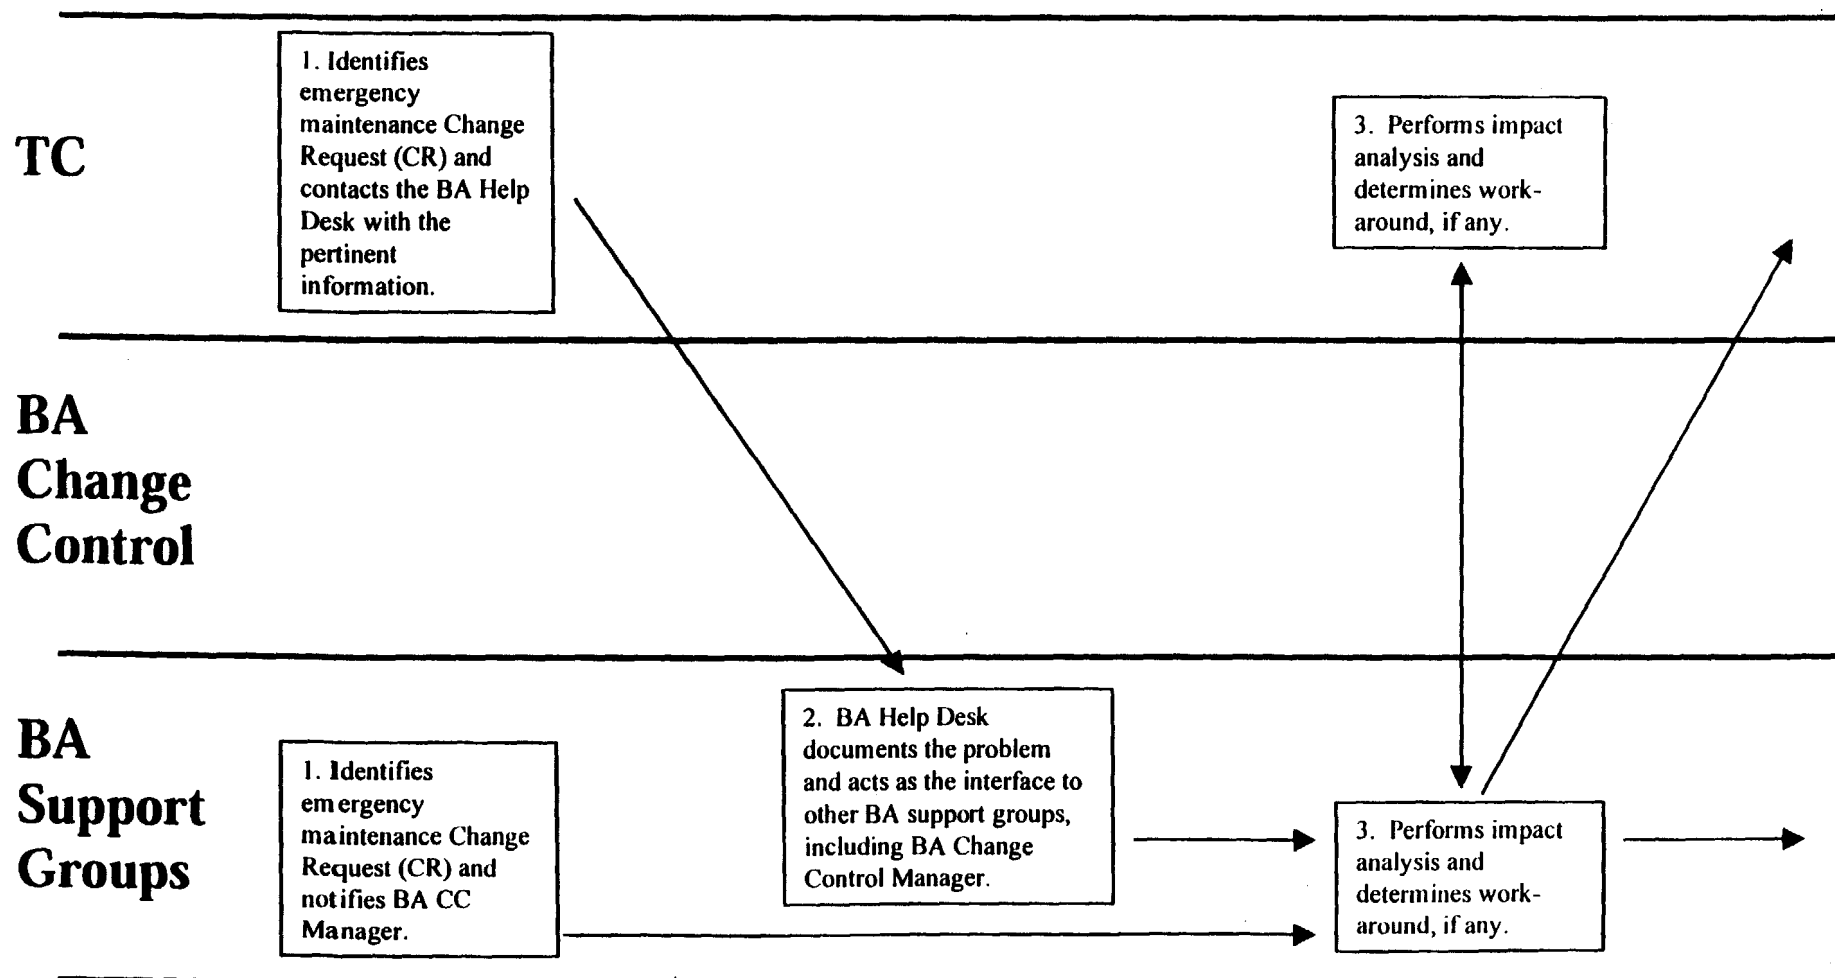 TC
1. Identifies
emergency
maintenance Change
Request (CR) and
contacts the BA Help
Desk with the
pertinent
information.
3. Performs impact
analysis and
determines work-
around, if any.
BA
Change
Control
BA
Support
Groups
1. Identifies
emergency
maintenance Change
Request (CR) and
notifies BA CC
Manager.
2. BA Help Desk
documents the problem
and acts as the interface to
other BA support groups,
including BA Change
Control Manager.
3. Performs impact
analysis and
determines work-
around, if any.